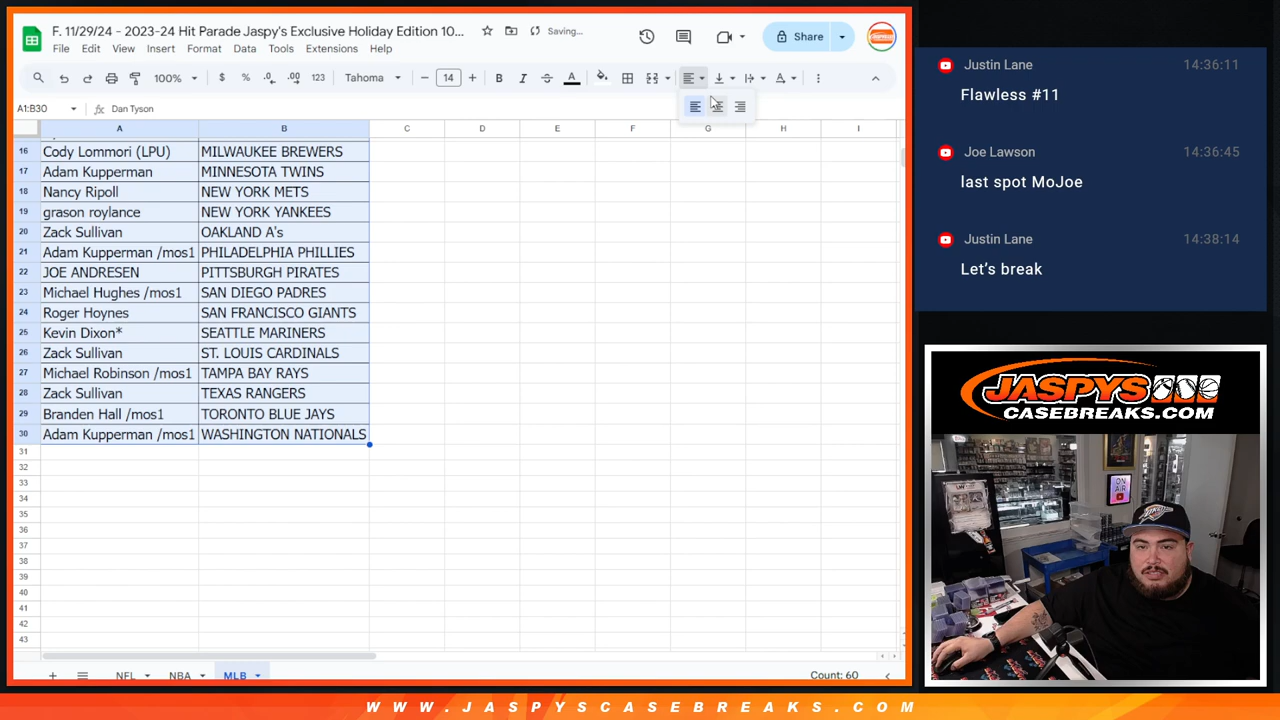 F. 11/29/24 - 2023-24 Hit Parade Jaspy's Exclusive Holiday Edition 10...
Saving...
File Edit View Insert Format Data Tools Extensions Help
Share
100% $ % .0 .00 123 Tahoma 14 B I A
A1:B30 Dan Tyson
A B C D E F G H I
16 Cody Lommori (LPU) MILWAUKEE BREWERS
17 Adam Kupperman MINNESOTA TWINS
18 Nancy Ripoll NEW YORK METS
19 grason roylance NEW YORK YANKEES
20 Zack Sullivan OAKLAND A's
21 Adam Kupperman /mos1 PHILADELPHIA PHILLIES
22 JOE ANDRESEN PITTSBURGH PIRATES
23 Michael Hughes /mos1 SAN DIEGO PADRES
24 Roger Hoynes SAN FRANCISCO GIANTS
25 Kevin Dixon* SEATTLE MARINERS
26 Zack Sullivan ST. LOUIS CARDINALS
27 Michael Robinson /mos1 TAMPA BAY RAYS
28 Zack Sullivan TEXAS RANGERS
29 Branden Hall /mos1 TORONTO BLUE JAYS
30 Adam Kupperman /mos1 WASHINGTON NATIONALS
31
32
33
34
35
36
37
38
39
40
41
42
43
NFL NBA MLB Count: 60
Justin Lane 14:36:11
Flawless #11
Joe Lawson 14:36:45
last spot MoJoe
Justin Lane 14:38:14
Let's break
JASPYS
CASEBREAKS.COM
ON AIR
WWW.JASPYSCASEBREAKS.COM